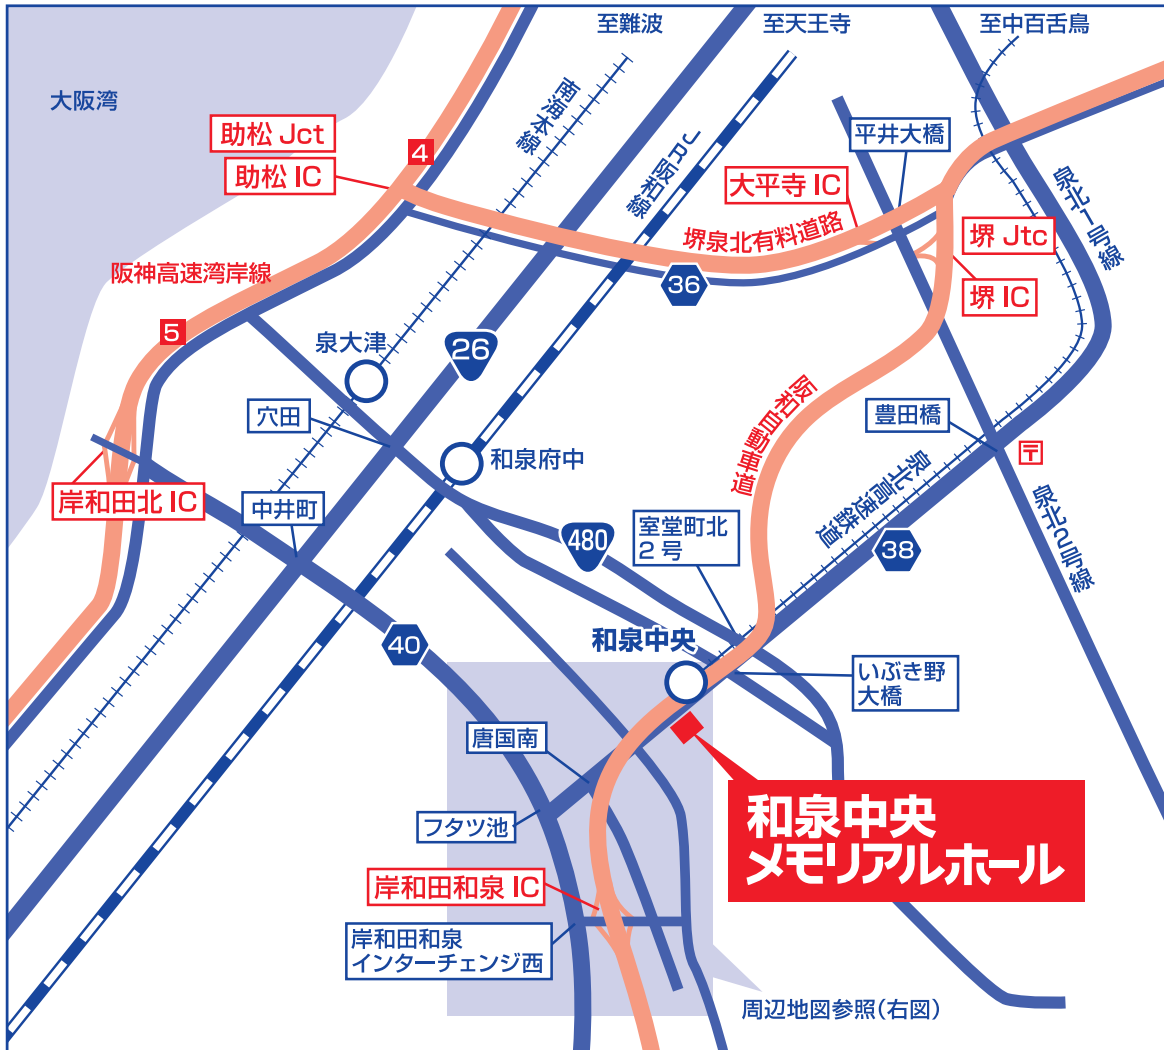 至難波
至天王寺
至中百舌鳥
大阪湾
南海本線
助松 Jct
4
平井大橋
助松 IC
JR阪和線
大平寺 IC
泉北1号線
堺泉北有料道路
堺 Jtc
阪神高速湾岸線
36
堺 IC
5
泉大津
26
穴田
阪和自動車道
豊田橋
和泉府中
〒
泉北高速鉄道
岸和田北 IC
中井町
泉北2号線
室堂町北
2号
480
38
40
和泉中央
いぶき野
大橋
唐国南
和泉中央
メモリアルホール
フタツ池
岸和田和泉 IC
岸和田和泉
インターチェンジ西
周辺地図参照(右図)